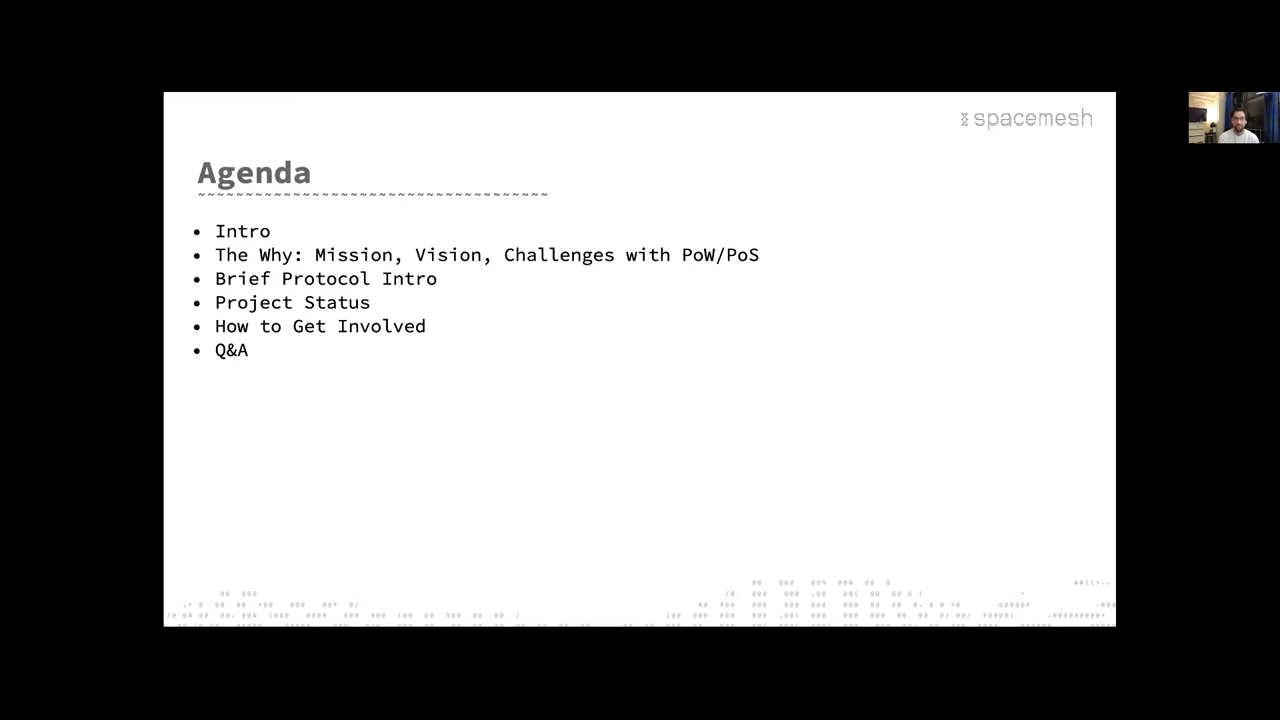 spacemesh
Agenda
~~~~~~~~~~~~~~~~~~~~~~~~~~~~~~~~~~~
• Intro
• The Why: Mission, Vision, Challenges with PoW/PoS
• Brief Protocol Intro
• Project Status
• How to Get Involved
• Q&A